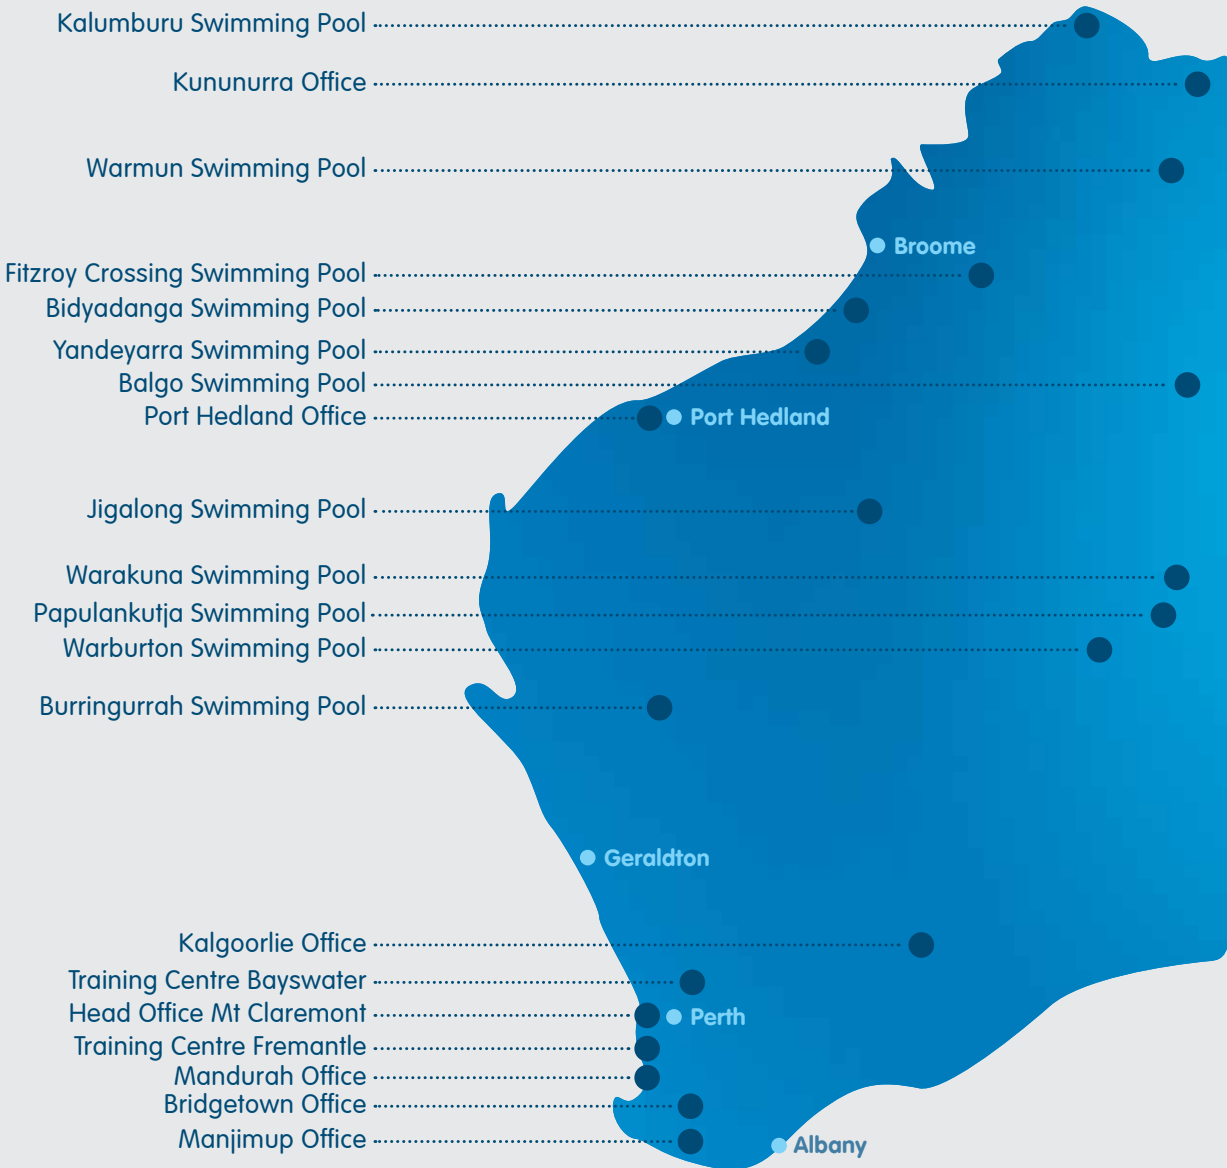 Kalumburu Swimming Pool
Kununurra Office
Warmun Swimming Pool
Broome
Fitzroy Crossing Swimming Pool
Bidyadanga Swimming Pool
Yandeyarra Swimming Pool
Balgo Swimming Pool
Port Hedland Office
Port Hedland
Jigalong Swimming Pool
Warakuna Swimming Pool
Papulankutja Swimming Pool
Warburton Swimming Pool
Burringurrah Swimming Pool
Geraldton
Kalgoorlie Office
Training Centre Bayswater
Head Office Mt Claremont
Perth
Training Centre Fremantle
Mandurah Office
Bridgetown Office
Manjimup Office
Albany